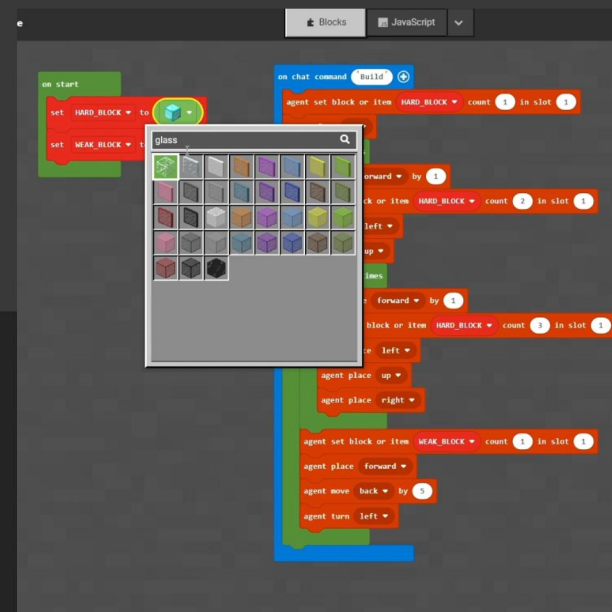 e
Blocks
JavaScript
on start
set HARD_BLOCK to
set WEAK_BLOCK
glass
on chat command "Build"
agent set block or item HARD_BLOCK count 1 in slot 1
by 1
or item HARD_BLOCK count 2 in slot 1
left
up
forward by 1
block or item HARD_BLOCK count 3 in slot 1
left
agent place up
agent place right
agent set block or item WEAK_BLOCK count 1 in slot 1
agent place forward
agent move back by 5
agent turn left